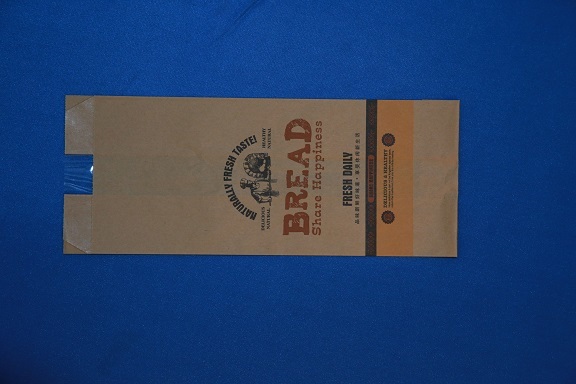 NATURALLY FRESH TASTE!
DELICIOUS
NATURAL
HEALTHY
NATURAL
BREAD
Share Happiness
FRESH DAILY
DELICIOUS & HEALTHY